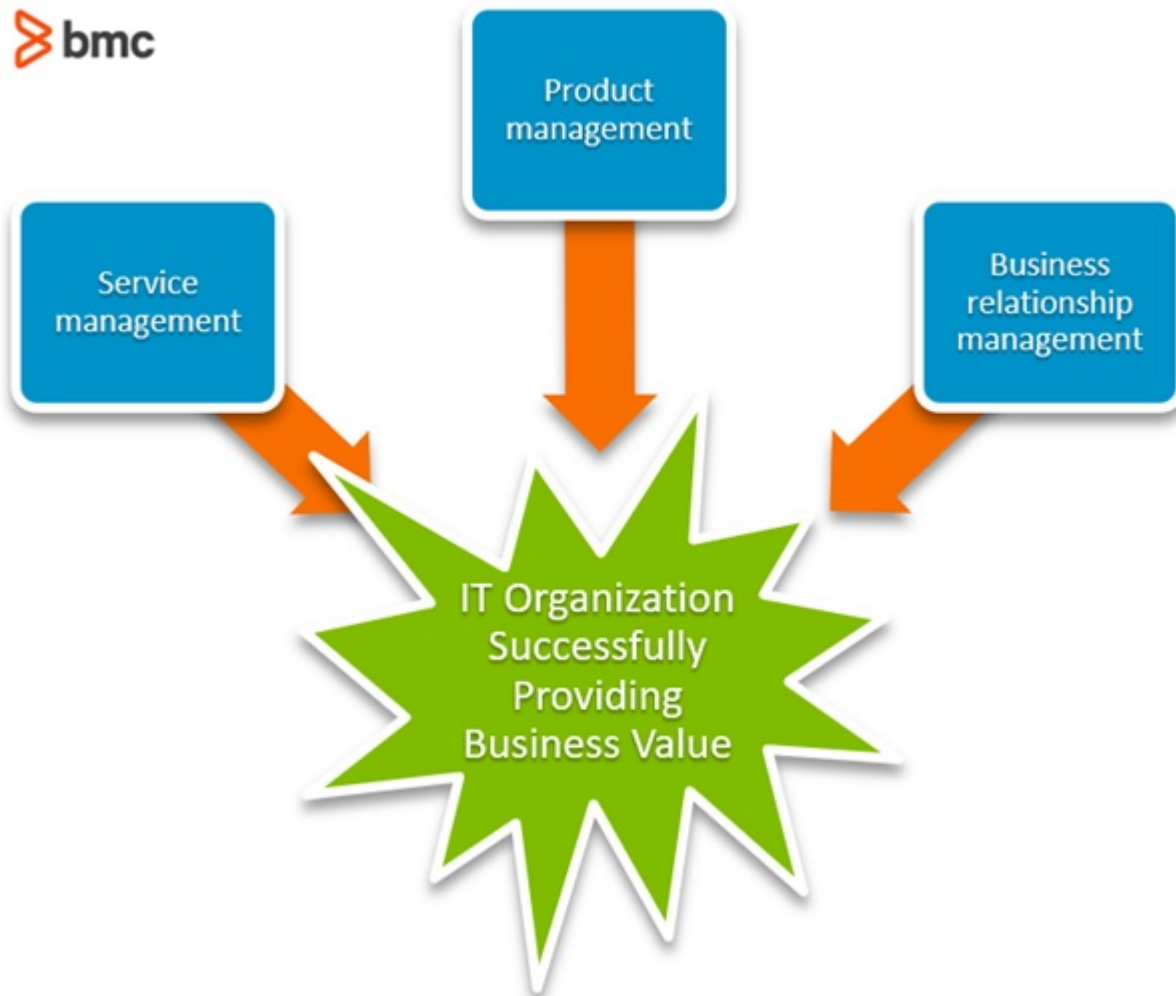 bmc
Product
management
Service
management
Business
relationship
management
IT Organization
Successfully
Providing
Business Value